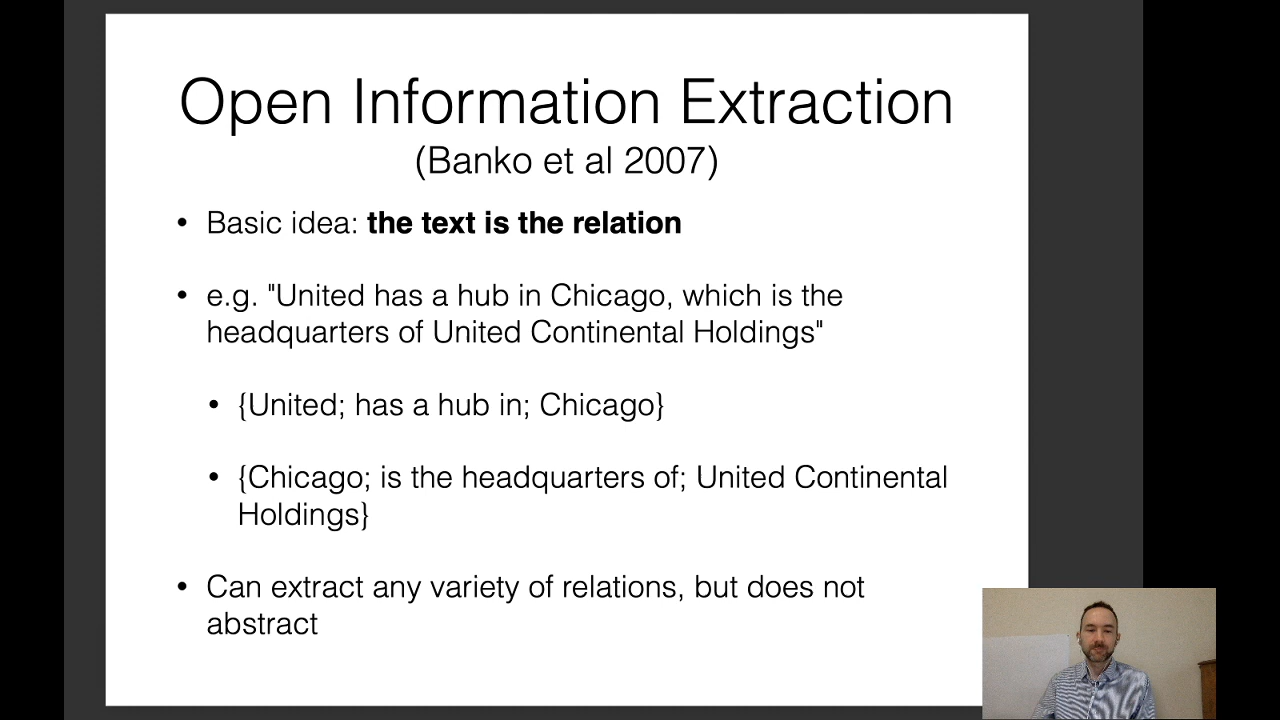 Open Information Extraction
(Banko et al 2007)
• Basic idea: the text is the relation
• e.g. "United has a hub in Chicago, which is the
headquarters of United Continental Holdings"
• {United; has a hub in; Chicago}
• {Chicago; is the headquarters of; United Continental
Holdings}
• Can extract any variety of relations, but does not
abstract